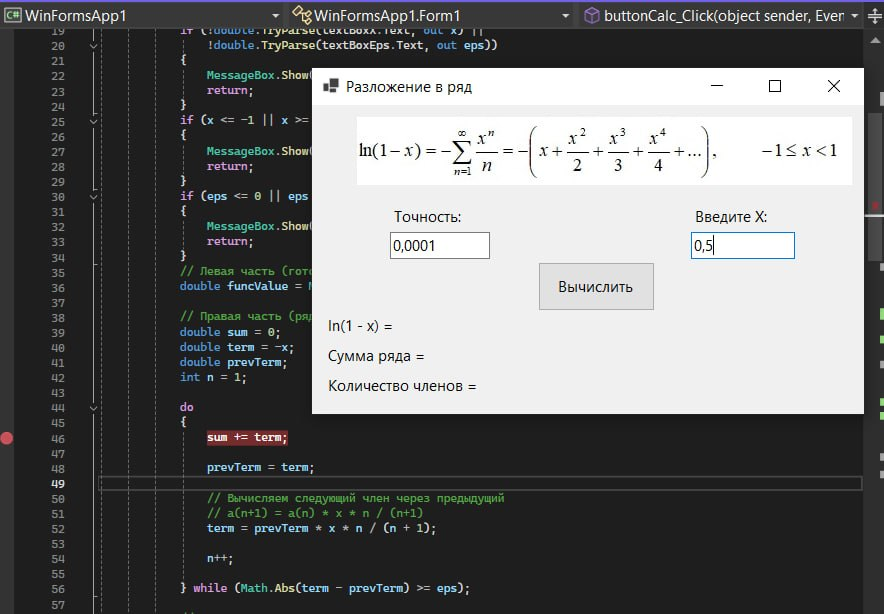 WinFormsApp1 WinFormsApp1.Form1 buttonCalc_Click(object sender, Even
19 if (!double.TryParse(textBoxX.Text, out x) ||
20 !double.TryParse(textBoxEps.Text, out eps))
21 {
22 MessageBox.Show(
23 return;
24 }
25 if (x <= -1 || x >=
26 {
27 MessageBox.Show(
28 return;
29 }
30 if (eps <= 0 || eps
31 {
32 MessageBox.Show(
33 return;
34 }
35 // Левая часть (гото
36 double funcValue = M
37
38 // Правая часть (ряд
39 double sum = 0;
40 double term = -x;
41 double prevTerm;
42 int n = 1;
43
44 do
45 {
46 sum += term;
47
48 prevTerm = term;
49
50 // Вычисляем следующий член через предыдущий
51 // a(n+1) = a(n) * x * n / (n+1)
52 term = prevTerm * x * n / (n + 1);
53
54 n++;
55
56 } while (Math.Abs(term - prevTerm) >= eps);
57
Разложение в ряд
ln(1-x) = -∑_{n=1}^{∞} x^n/n = -(x + x^2/2 + x^3/3 + x^4/4 + ...), -1 ≤ x < 1
Точность: Введите X:
0,0001 0,5
Вычислить
ln(1 - x) =
Сумма ряда =
Количество членов =